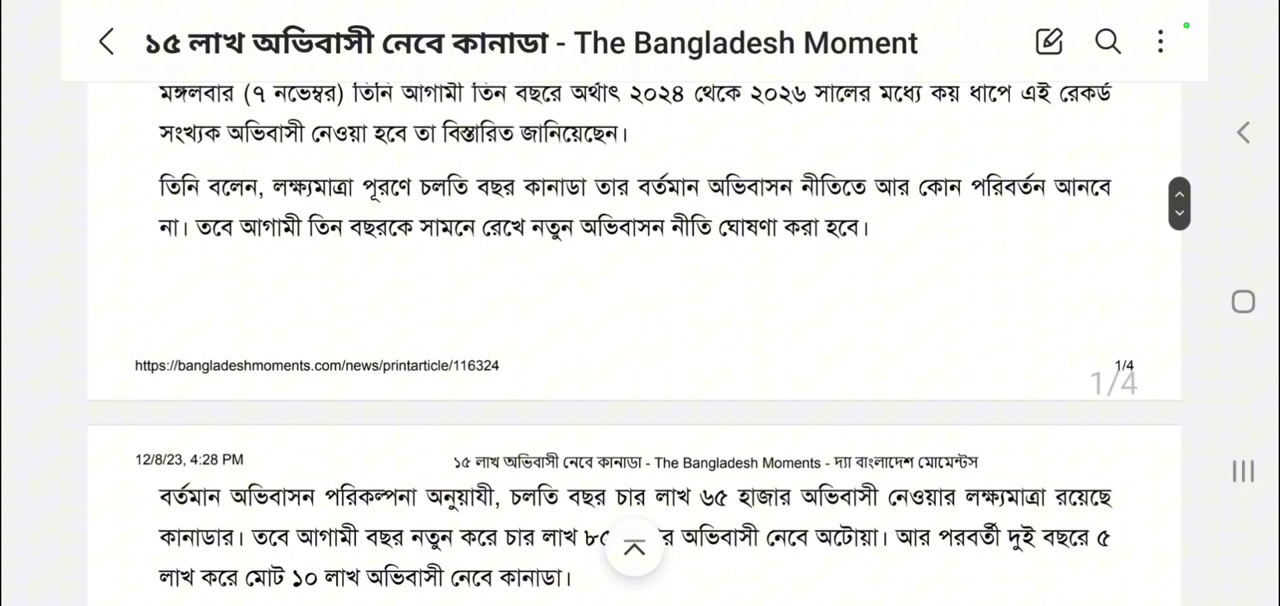 ১৫ লাখ অভিবাসী নেবে কানাডা - The Bangladesh Moment
মঙ্গলবার (৭ নভেম্বর) তিনি আগামী তিন বছরে অর্থাৎ ২০২৪ থেকে ২০২৬ সালের মধ্যে কয় ধাপে এই রেকর্ড
সংখ্যক অভিবাসী নেওয়া হবে তা বিস্তারিত জানিয়েছেন।
তিনি বলেন, লক্ষ্যমাত্রা পূরণে চলতি বছর কানাডা তার বর্তমান অভিবাসন নীতিতে আর কোন পরিবর্তন আনবে
না। তবে আগামী তিন বছরকে সামনে রেখে নতুন অভিবাসন নীতি ঘোষণা করা হবে।
https://bangladeshmoments.com/news/printarticle/116324
1/4
1/4
12/8/23, 4:28 PM
১৫ লাখ অভিবাসী নেবে কানাডা - The Bangladesh Moments - দ্যা বাংলাদেশ মোমেন্টস
বর্তমান অভিবাসন পরিকল্পনা অনুয়াযী, চলতি বছর চার লাখ ৬৫ হাজার অভিবাসী নেওয়ার লক্ষ্যমাত্রা রয়েছে
কানাডার। তবে আগামী বছর নতুন করে চার লাখ অভিবাসী নেবে অটোয়া। আর পরবর্তী দুই বছরে ৫
লাখ করে মোট ১০ লাখ অভিবাসী নেবে কানাডা।